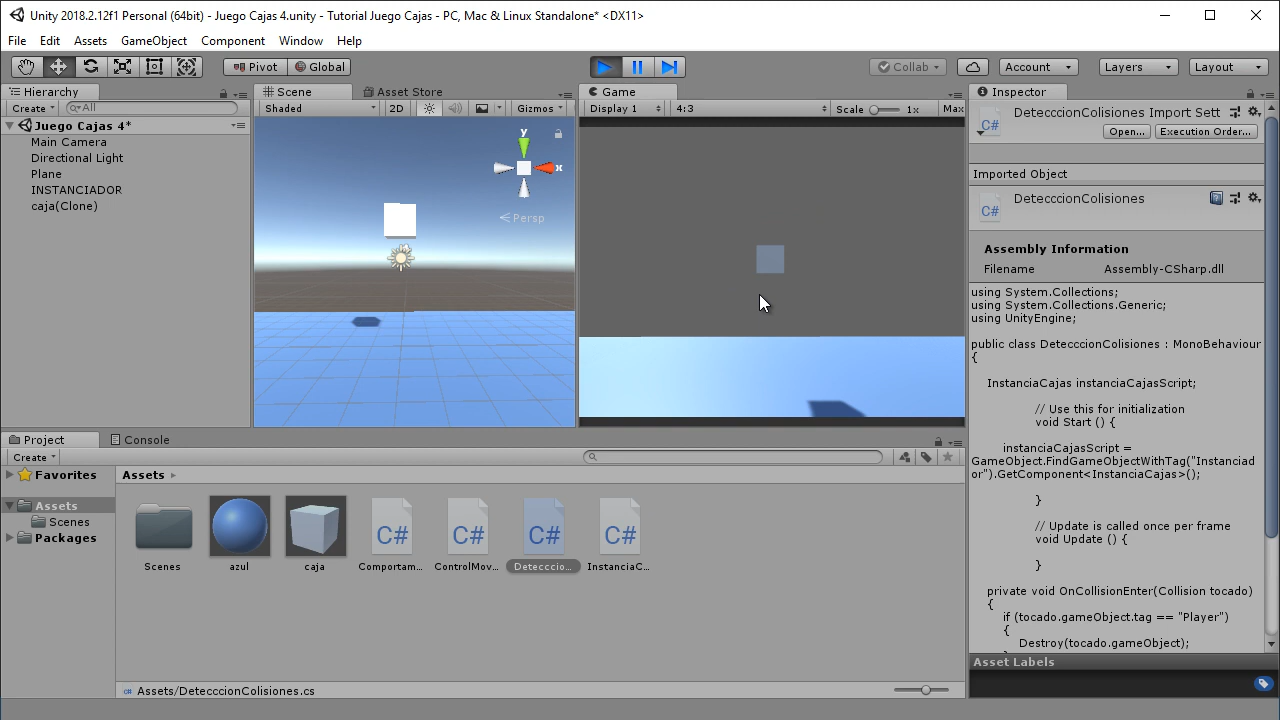 Unity 2018.2.12f1 Personal (64bit) - Juego Cajas 4.unity - Tutorial Juego Cajas - PC, Mac & Linux Standalone* <DX11>
File Edit Assets GameObject Component Window Help
Pivot Global Collab Account Layers Layout
Hierarchy
Create All
Juego Cajas 4*
Main Camera
Directional Light
Plane
INSTANCIADOR
caja(Clone)
Scene Asset Store
Shaded 2D Gizmos
y
x
Persp
Game
Display 1 4:3 Scale 1x Max
Inspector
DetecccionColisiones Import Sett
C#
Open... Execution Order...
Imported Object
DetecccionColisiones
C#
Assembly Information
Filename Assembly-CSharp.dll
using System.Collections;
using System.Collections.Generic;
using UnityEngine;
public class DetecccionColisiones : MonoBehaviour
{
InstanciaCajas instanciaCajasScript;
// Use this for initialization
void Start () {
instanciaCajasScript =
GameObject.FindGameObjectWithTag("Instanciad
or").GetComponent<InstanciaCajas>();
}
// Update is called once per frame
void Update () {
}
private void OnCollisionEnter(Collision tocado)
{
if (tocado.gameObject.tag == "Player")
{
Destroy(tocado.gameObject);
Asset Labels
Project Console
Create
Favorites
Assets
Scenes
Packages
Assets
C# C# C# C#
Scenes azul caja Comportam... ControlMov... Detecccio... InstanciaC...
Assets/DetecccionColisiones.cs